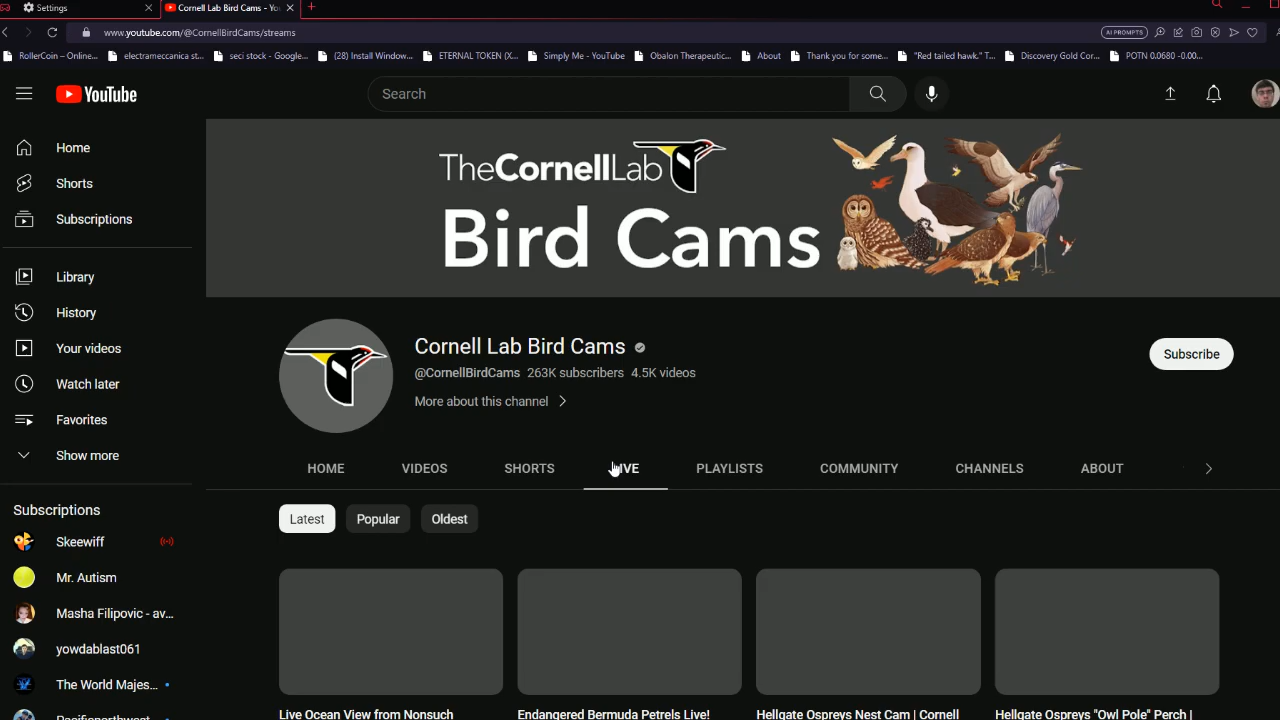 Settings
Cornell Lab Bird Cams - You
www.youtube.com/@CornellBirdCams/streams
AI PROMPTS
RollerCoin – Online...
electrameccanica st...
seci stock - Google...
(28) Install Window...
ETERNAL TOKEN (X...
Simply Me - YouTube
Obalon Therapeutic...
About
Thank you for some...
"Red tailed hawk." T...
Discovery Gold Cor...
POTN 0.0680 -0.00...
YouTube
Search
Home
Shorts
Subscriptions
Library
History
Your videos
Watch later
Favorites
Show more
Subscriptions
Skeewiff
Mr. Autism
Masha Filipovic - av...
yowdablast061
The World Majes...
Pacificnorthwest...
TheCornellLab
Bird Cams
Cornell Lab Bird Cams
@CornellBirdCams 263K subscribers 4.5K videos
More about this channel
Subscribe
HOME VIDEOS SHORTS LIVE PLAYLISTS COMMUNITY CHANNELS ABOUT
Latest Popular Oldest
Live Ocean View from Nonsuch
Endangered Bermuda Petrels Live!
Hellgate Ospreys Nest Cam | Cornell
Hellgate Ospreys "Owl Pole" Perch |